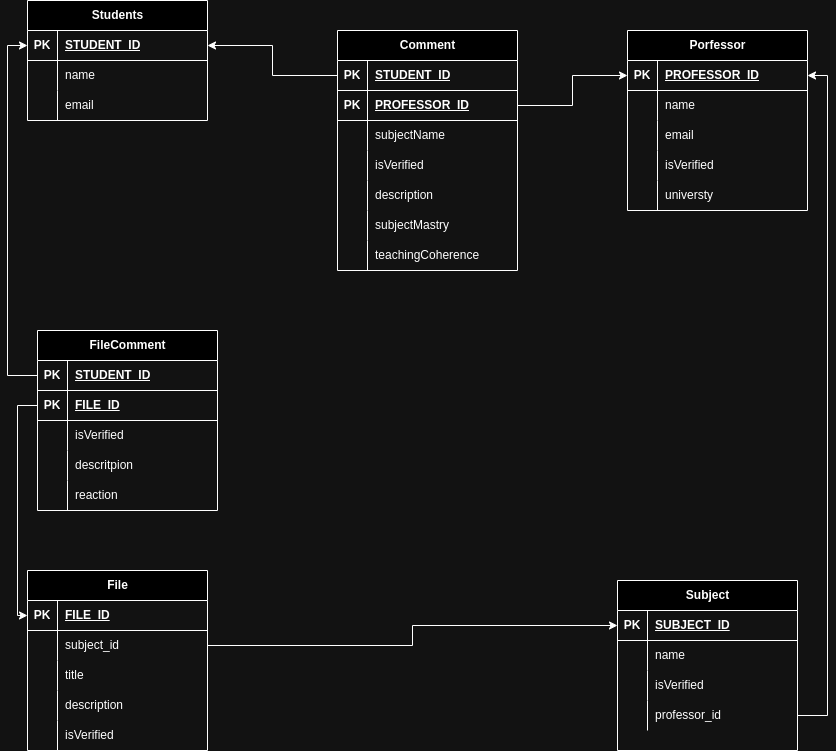 Students
PK STUDENT_ID
name
email
Comment
PK STUDENT_ID
PK PROFESSOR_ID
subjectName
isVerified
description
subjectMastry
teachingCoherence
Porfessor
PK PROFESSOR_ID
name
email
isVerified
universty
FileComment
PK STUDENT_ID
PK FILE_ID
isVerified
descritpion
reaction
File
PK FILE_ID
subject_id
title
description
isVerified
Subject
PK SUBJECT_ID
name
isVerified
professor_id